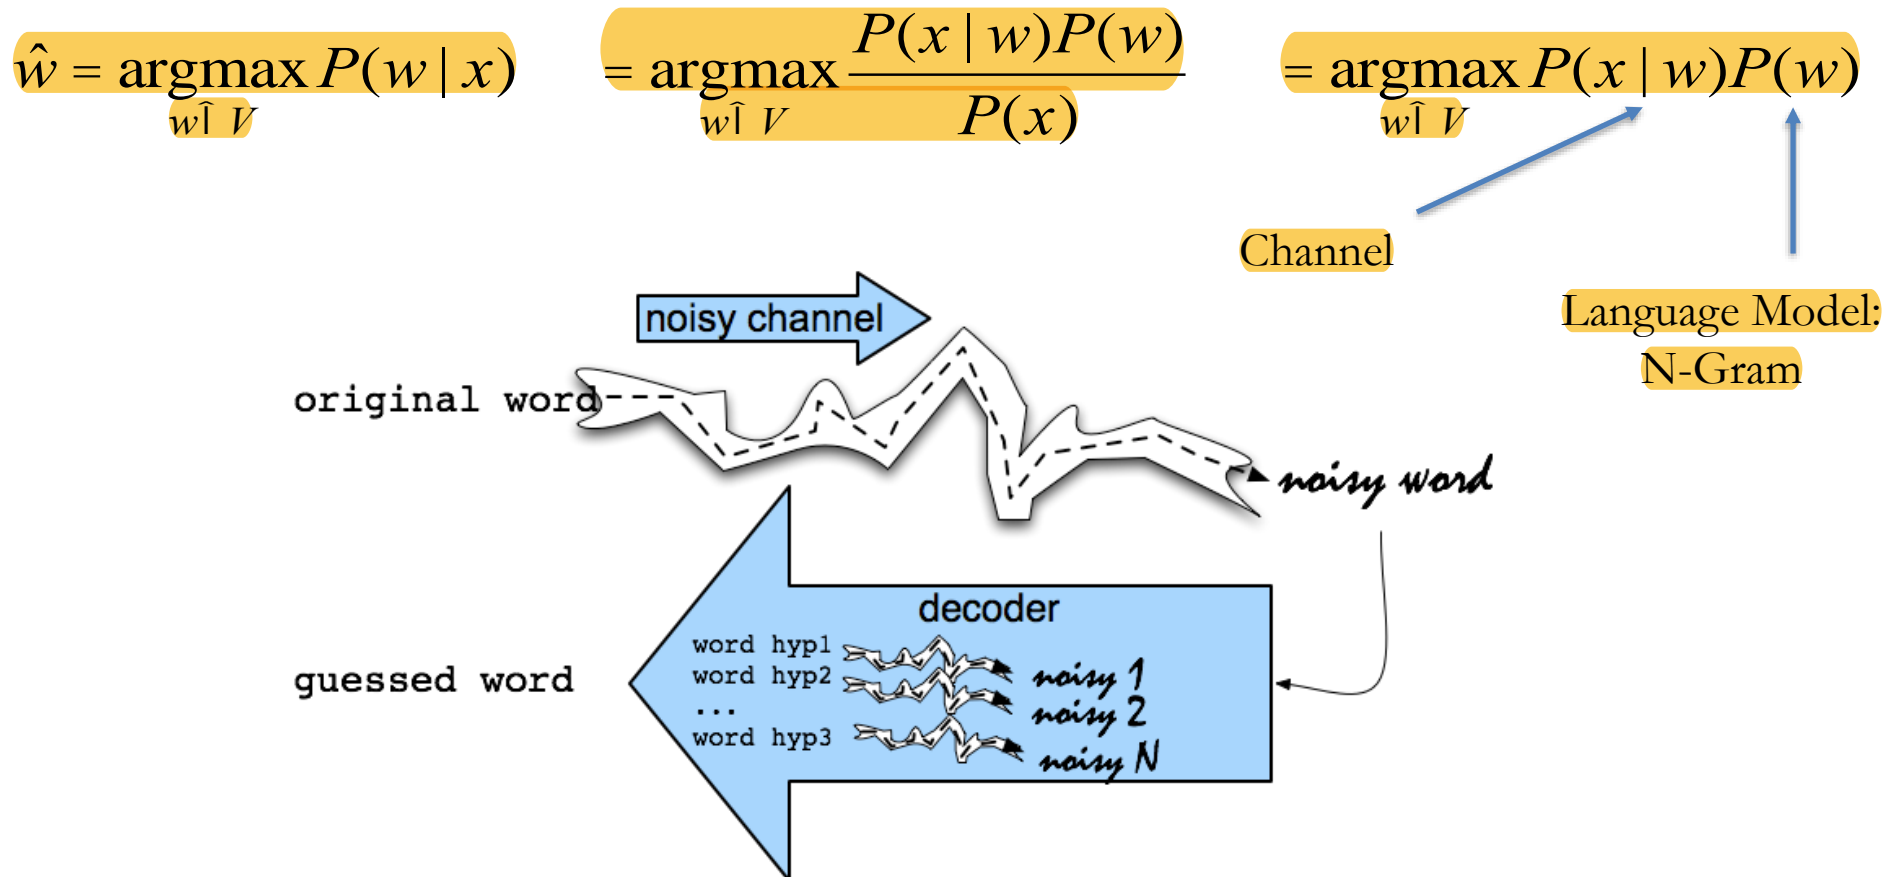 ŵ = argmax P(w | x)
wÎ V
= argmax P(x | w)P(w) / P(x)
wÎ V
= argmax P(x | w)P(w)
wÎ V
Channel
Language Model:
N-Gram
noisy channel
original word
noisy word
decoder
word hyp1
noisy 1
word hyp2
noisy 2
...
word hyp3
noisy N
guessed word